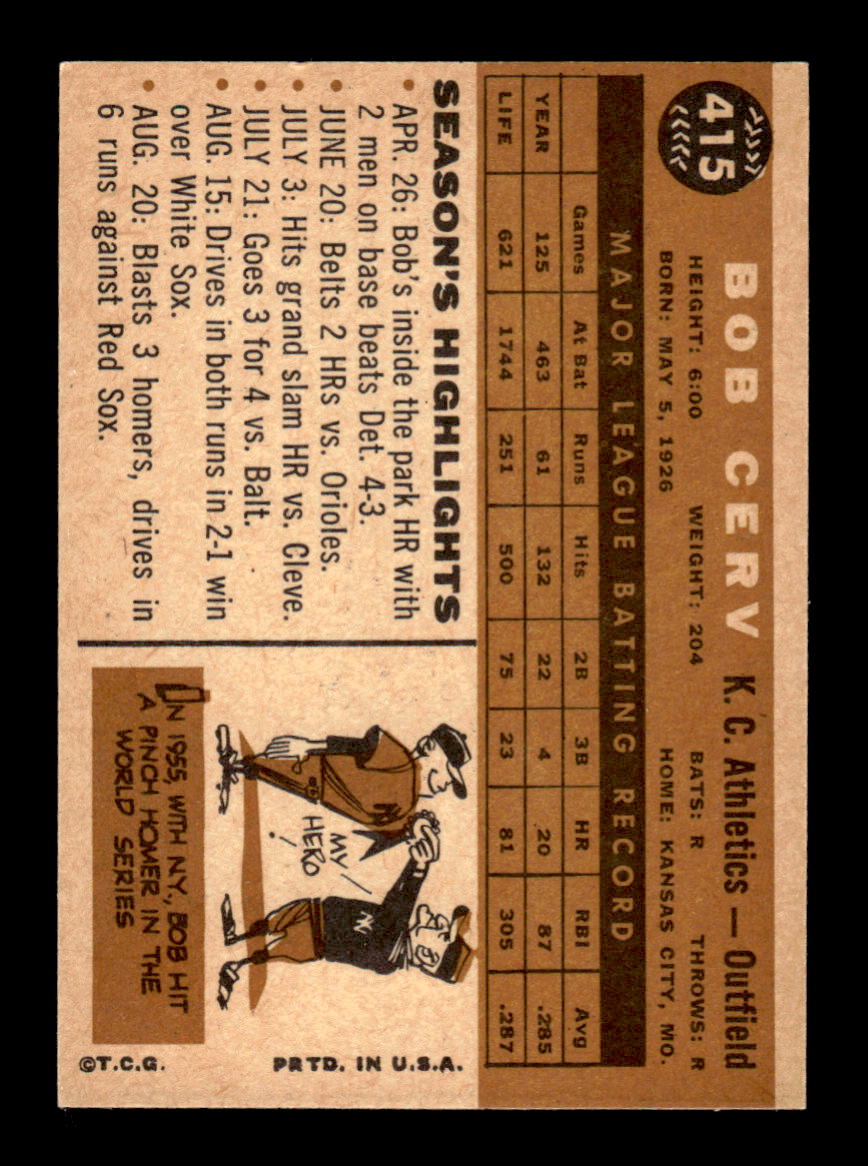 415
BOB CERV K. C. Athletics — Outfield
HEIGHT: 6:00 WEIGHT: 204 BATS: R THROWS: R
BORN: MAY 5, 1926 HOME: KANSAS CITY, MO.
MAJOR LEAGUE BATTING RECORD
Games At Bat Runs Hits 2B 3B HR RBI Avg
YEAR 125 463 61 132 22 4 20 87 .285
LIFE 621 1744 251 500 75 23 81 305 .287
SEASON'S HIGHLIGHTS
• APR. 26: Bob's inside the park HR with
2 men on base beats Det. 4-3.
• JUNE 20: Belts 2 HRs vs. Orioles.
• JULY 3: Hits grand slam HR vs. Cleve.
• JULY 21: Goes 3 for 4 vs. Balt.
• AUG. 15: Drives in both runs in 2-1 win
over White Sox.
• AUG. 20: Blasts 3 homers, drives in
6 runs against Red Sox.
MY
HERO!
NY
IN 1955, WITH N.Y., BOB HIT
A PINCH HOMER IN THE
WORLD SERIES
©T.C.G. PRTD. IN U.S.A.